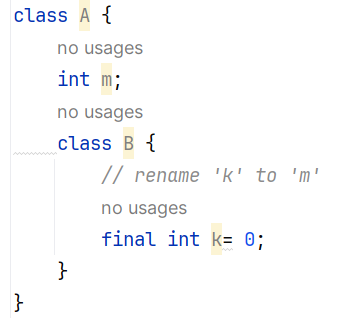 class A {
no usages
int m;
no usages
class B {
// rename 'k' to 'm'
no usages
final int k= 0;
}
}